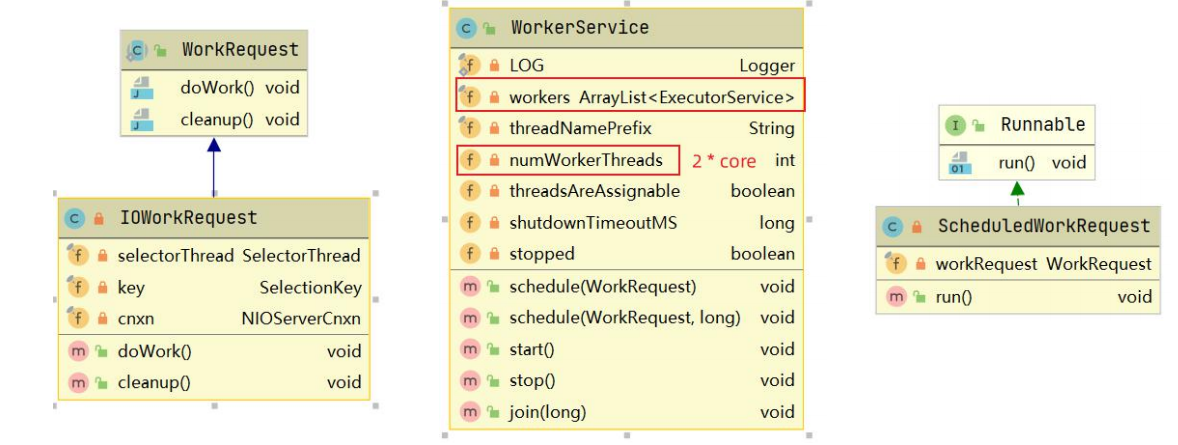 WorkRequest
doWork() void
cleanup() void
IOWorkRequest
selectorThread SelectorThread
key SelectionKey
cnxn NIOServerCnxn
doWork() void
cleanup() void
WorkerService
LOG Logger
workers ArrayList<ExecutorService>
threadNamePrefix String
numWorkerThreads 2 * core int
threadsAreAssignable boolean
shutdownTimeoutMS long
stopped boolean
schedule(WorkRequest) void
schedule(WorkRequest, long) void
start() void
stop() void
join(long) void
Runnable
run() void
ScheduledWorkRequest
workRequest WorkRequest
run() void